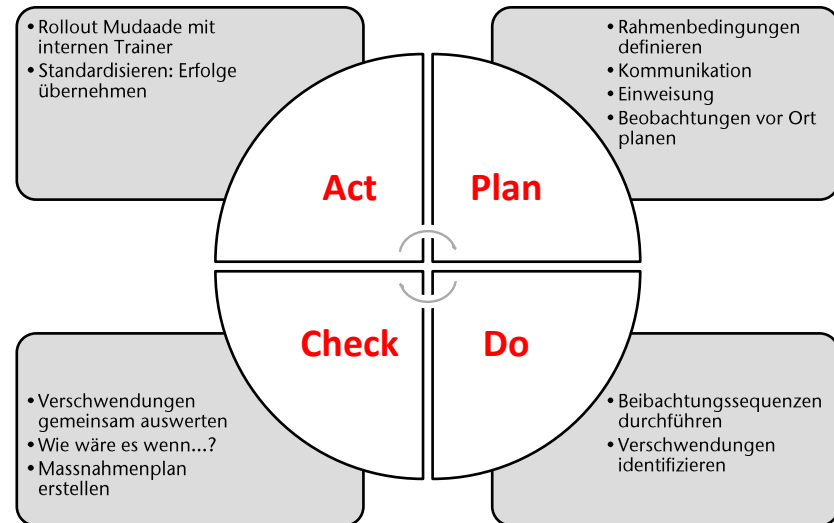 • Rollout Mudaade mit
internen Trainer
• Standardisieren: Erfolge
übernehmen
• Rahmenbedingungen
definieren
• Kommunikation
• Einweisung
• Beobachtungen vor Ort
planen
Act
Plan
Check
Do
• Verschwendungen
gemeinsam auswerten
• Wie wäre es wenn...?
• Massnahmenplan
erstellen
• Beibachtungssequenzen
durchführen
• Verschwendungen
identifizieren